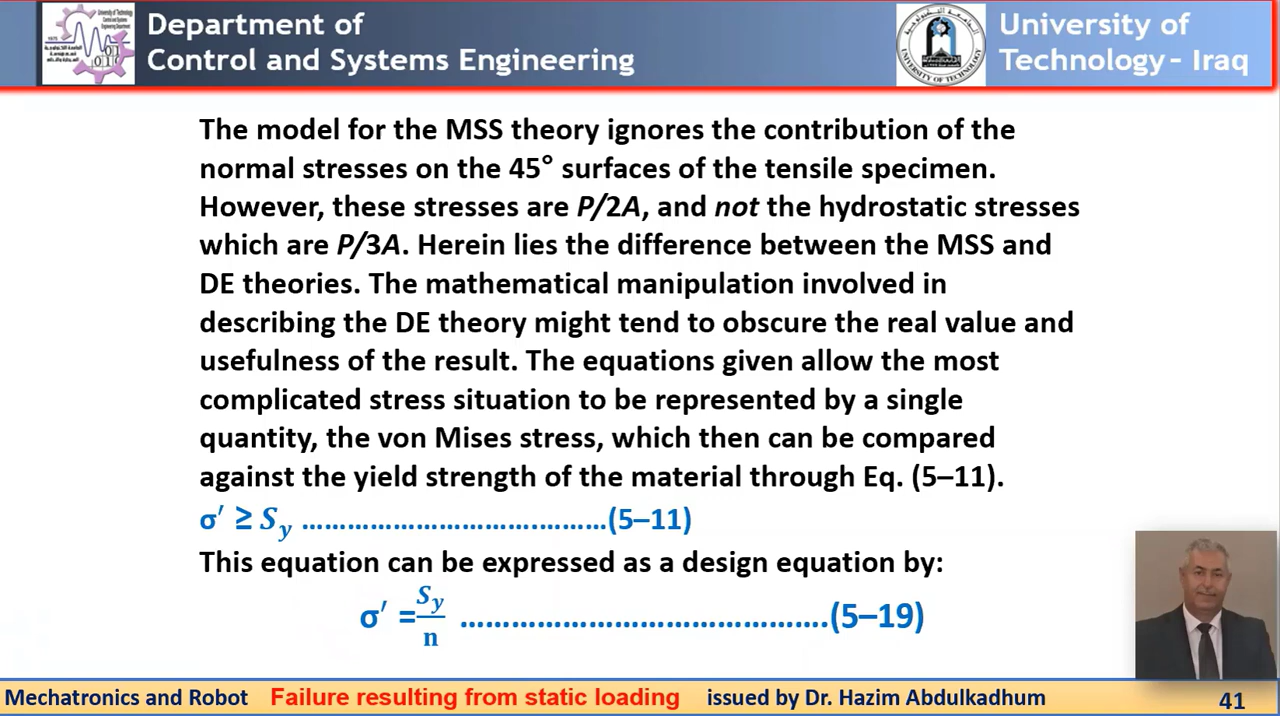 Department of
Control and Systems Engineering
UNIVERSITY OF TECHNOLOGY
University of
Technology - Iraq
The model for the MSS theory ignores the contribution of the
normal stresses on the 45° surfaces of the tensile specimen.
However, these stresses are P/2A, and not the hydrostatic stresses
which are P/3A. Herein lies the difference between the MSS and
DE theories. The mathematical manipulation involved in
describing the DE theory might tend to obscure the real value and
usefulness of the result. The equations given allow the most
complicated stress situation to be represented by a single
quantity, the von Mises stress, which then can be compared
against the yield strength of the material through Eq. (5–11).
σ′ ≥ Sy ……………………………….………(5–11)
This equation can be expressed as a design equation by:
σ′ =Sy/n …………………………………….(5–19)
Mechatronics and Robot Failure resulting from static loading issued by Dr. Hazim Abdulkadhum 41